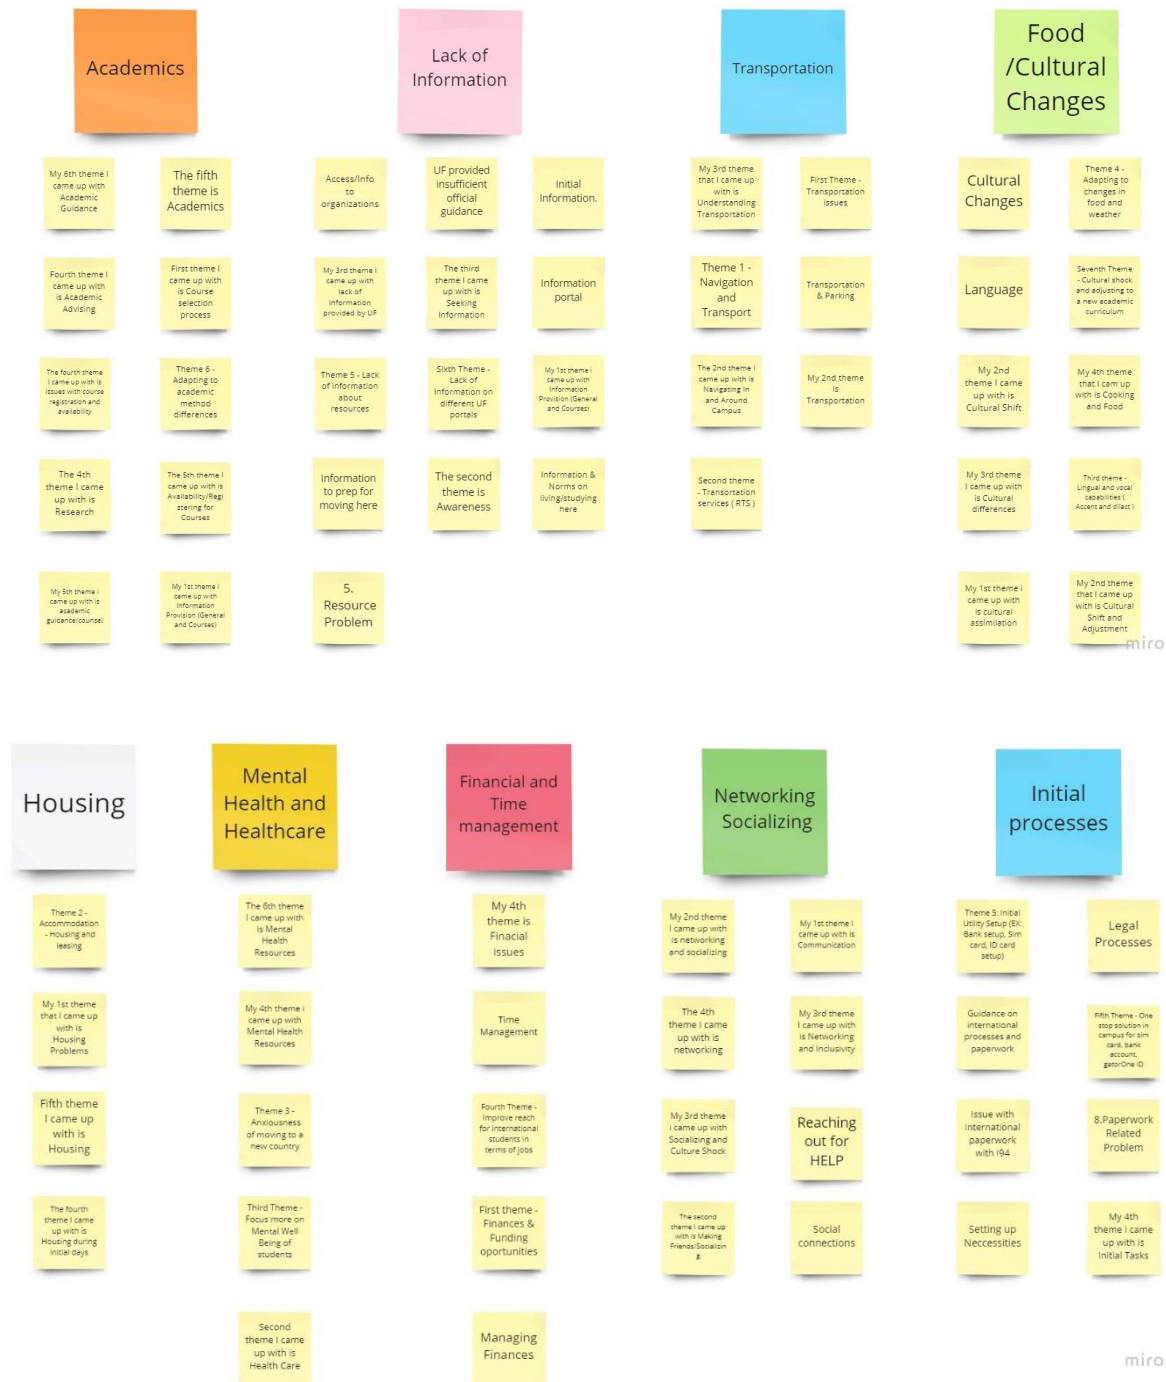 Academics
Lack of
Information
Transportation
Food
/Cultural
Changes
My 6th theme i
came up with
Academic
Guidance
The fifth
theme is
Academics
Access/Info
to
organizations
UF provided
insufficient
official
guidance
Initial
Information.
My 3rd theme
that I came up
with is
Understanding
Transportation
First Theme -
Transportation
issues
Cultural
Changes
Theme 4 -
Adapting to
changes in
food and
weather
Fourth theme I
came up with
is Academic
Advising
First theme I
came up with
is Course
selection
process
My 3rd theme I
came up with
lack of
information
provided by UF
The third
theme I came
up with is
Seeking
Information
Information
portal
Theme 1 -
Navigation
and
Transport
Transportation
& Parking
Language
Seventh Theme
- Cultural shock
and adjusting to
a new academic
curriculum
The fourth theme
I came up with is
Issues with course
registration and
availability
Theme 6 -
Adapting to
academic
method
differences
Theme 5 - Lack
of information
about
resources
Sixth Theme -
Lack of
Information on
different UF
portals
My 1st theme i
came up with
Information
Provision (General
and Courses)
The 2nd theme I
came up with is
Navigating In
and Around
Campus
My 2nd theme
is
Transportation
My 2nd
theme I came
up with is
Cultural Shift
My 4th theme
that I cam up
with is Cooking
and Food
The 4th
theme I came
up with is
Research
The 5th theme I
came up with is
Availability/Regi
stering for
Courses
Information
to prep for
moving here
The second
theme is
Awareness
Information &
Norms on
living/studying
here
Second theme
- Transortation
services ( RTS )
My 3rd theme
I came up with
is Cultural
differences
Third theme -
Lingual and vocal
capabilities (
Accent and dilact )
My 5th theme i
came up with is
academic
guidance/counsel
My 1st theme i
came up with
Information
Provision (General
and Courses)
5.
Resource
Problem
My 1st theme i
came up with
is cultural
assimilation
My 2nd theme
that I came up
with is Cultural
Shift and
Adjustment
miro
Housing
Mental
Health and
Healthcare
Financial and
Time
management
Networking
Socializing
Initial
processes
Theme 2 -
Accommodation
- Housing and
leasing
The 6th theme
I came up with
is Mental
Health
Resources
My 4th
theme is
Finacial
issues
My 2nd theme
I came up with
is networking
and socializing
My 1st theme I
came up with is
Communication
Theme 5: Initial
Utility Setup (EX:
Bank setup, Sim
card, ID card
setup)
Legal
Processes
My 1st theme
that I came up
with is
Housing
Problems
My 4th theme i
came up with
Mental Health
Resources
Time
Management
The 4th
theme I came
up with is
networking
My 3rd theme
I came up with
is Networking
and Inclusivity
Guidance on
international
processes and
paperwork
Fifth Theme - One
stop solution in
campus for sim
card, bank
account,
gatorOne ID
Fifth theme
I came up
with is
Housing
Theme 3 -
Anxiousness
of moving to a
new country
Fourth Theme -
Improve reach
for international
students in
terms of jobs
My 3rd theme
i came up with
Socializing and
Culture Shock
Reaching
out for
HELP
Issue with
international
paperwork
with I94
8.Paperwork
Related
Problem
The fourth
theme I came
up with is
Housing during
initial days
Third Theme -
Focus more on
Mental Well
Being of
students
First theme -
Finances &
Funding
oportunities
The second
theme I came up
with is Making
Friends/Socializin
g
Social
connections
Setting up
Neccessities
My 4th
theme I came
up with is
Initial Tasks
Second
theme I came
up with is
Health Care
Managing
Finances
miro